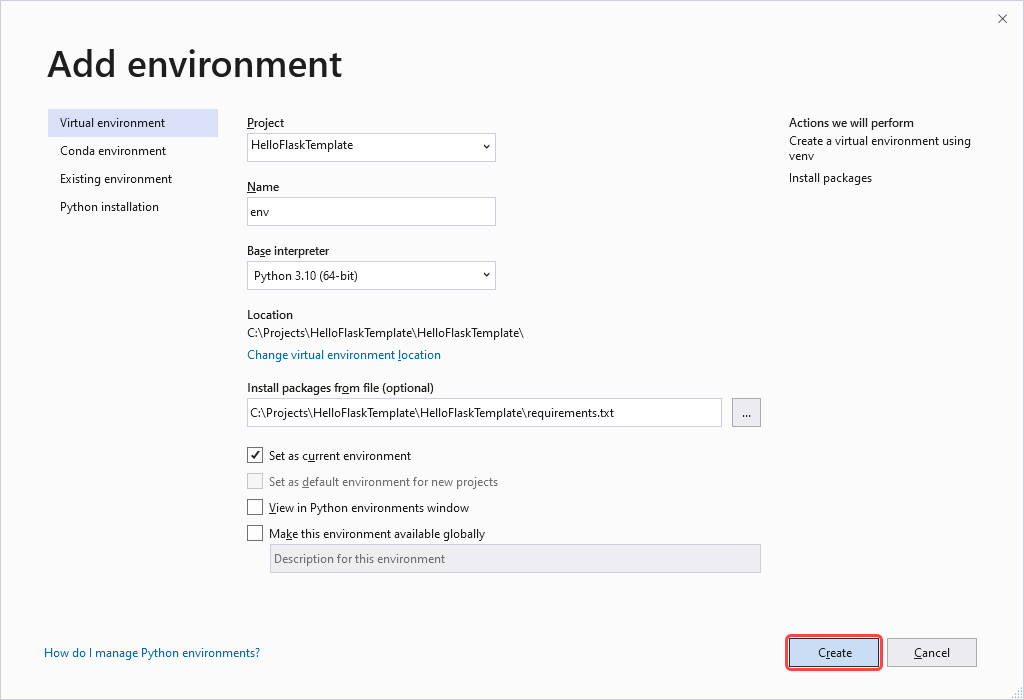 Add environment
Virtual environment
Conda environment
Existing environment
Python installation
Project
HelloFlaskTemplate
Name
env
Base interpreter
Python 3.10 (64-bit)
Location
C:\Projects\HelloFlaskTemplate\HelloFlaskTemplate\
Change virtual environment location
Install packages from file (optional)
C:\Projects\HelloFlaskTemplate\HelloFlaskTemplate\requirements.txt
...
Set as current environment
Set as default environment for new projects
View in Python environments window
Make this environment available globally
Description for this environment
Actions we will perform
Create a virtual environment using
venv
Install packages
How do I manage Python environments?
Create
Cancel